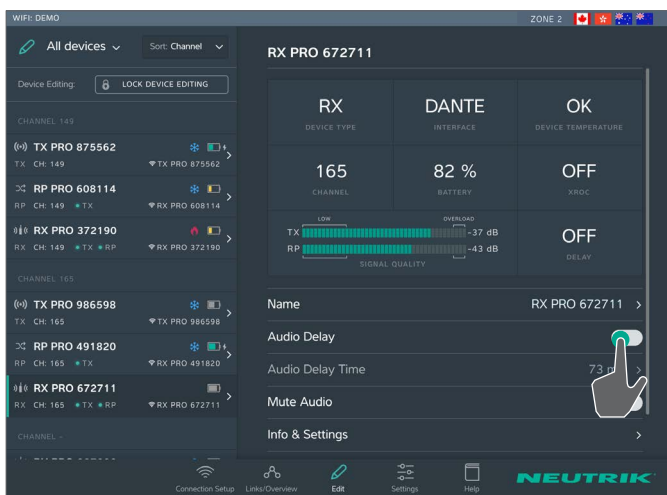 WIFI: DEMO
ZONE 2
All devices
Sort: Channel
Device Editing:
LOCK DEVICE EDITING
CHANNEL 149
TX PRO 875562
TX CH: 149
TX PRO 875562
RP PRO 608114
RP CH: 149 TX
RX PRO 608114
RX PRO 372190
RX CH: 149 TX RP
RX PRO 372190
CHANNEL 165
TX PRO 986598
TX CH: 165
TX PRO 986598
RP PRO 491820
RP CH: 165 TX
RX PRO 491820
RX PRO 672711
RX CH: 165 TX RP
RX PRO 672711
CHANNEL -
RX PRO 672711
RX
DEVICE TYPE
DANTE
INTERFACE
OK
DEVICE TEMPERATURE
165
CHANNEL
82 %
BATTERY
OFF
XROC
LOW
OVERLOAD
TX
-37 dB
RP
-43 dB
SIGNAL QUALITY
OFF
DELAY
Name
RX PRO 672711
Audio Delay
Audio Delay Time
73
Mute Audio
Info & Settings
Connection Setup
Links/Overview
Edit
Settings
Help
NEUTRIK